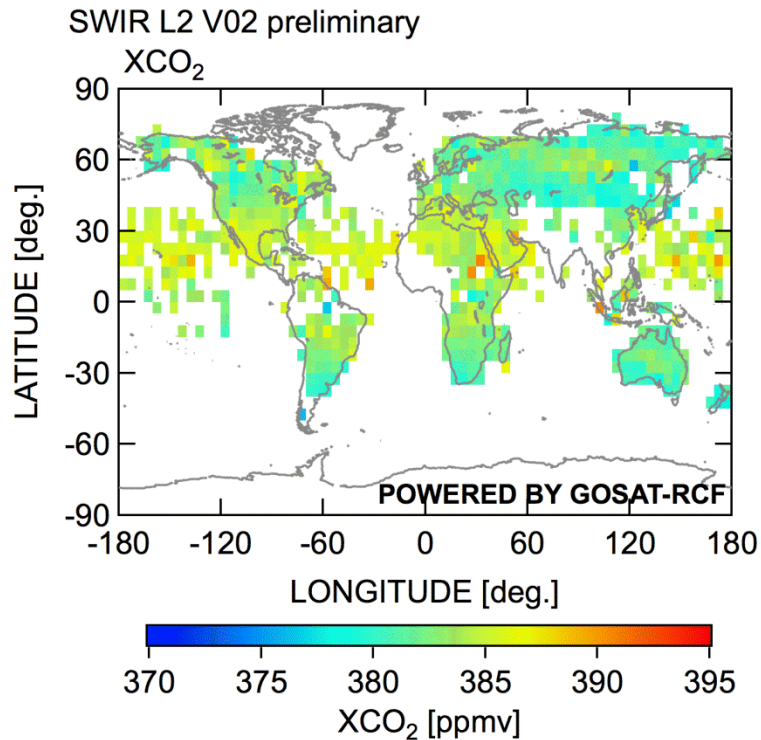 SWIR L2 V02 preliminary
XCO₂
90
60
30
0
-30
-60
-90
LATITUDE [deg.]
POWERED BY GOSAT-RCF
-180 -120 -60 0 60 120 180
LONGITUDE [deg.]
370 375 380 385 390 395
XCO₂ [ppmv]